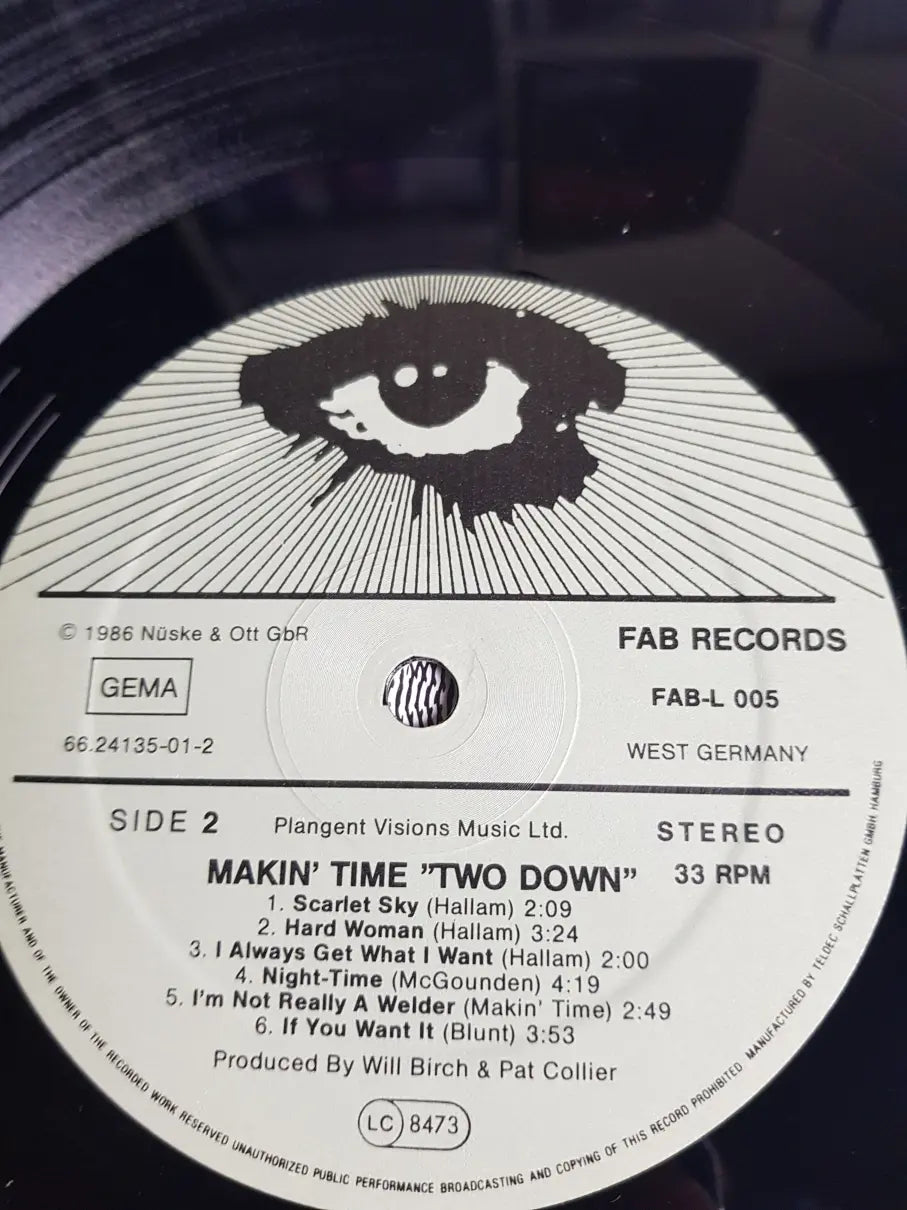 © 1986 Nüske & Ott GbR
GEMA
66.24135-01-2
FAB RECORDS
FAB-L 005
WEST GERMANY
SIDE 2
Plangent Visions Music Ltd.
STEREO
MAKIN' TIME "TWO DOWN"
33 RPM
1. Scarlet Sky (Hallam) 2:09
2. Hard Woman (Hallam) 3:24
3. I Always Get What I Want (Hallam) 2:00
4. Night-Time (McGounden) 4:19
5. I'm Not Really A Welder (Makin' Time) 2:49
6. If You Want It (Blunt) 3:53
Produced By Will Birch & Pat Collier
LC 8473
MANUFACTURER AND OF THE OWNER OF THE RECORDED WORK RESERVED UNAUTHORIZED PUBLIC PERFORMANCE BROADCASTING AND COPYING OF THIS RECORD PROHIBITED MANUFACTURED BY TELDEC SCHALLPLATTEN GMBH HAMBURG